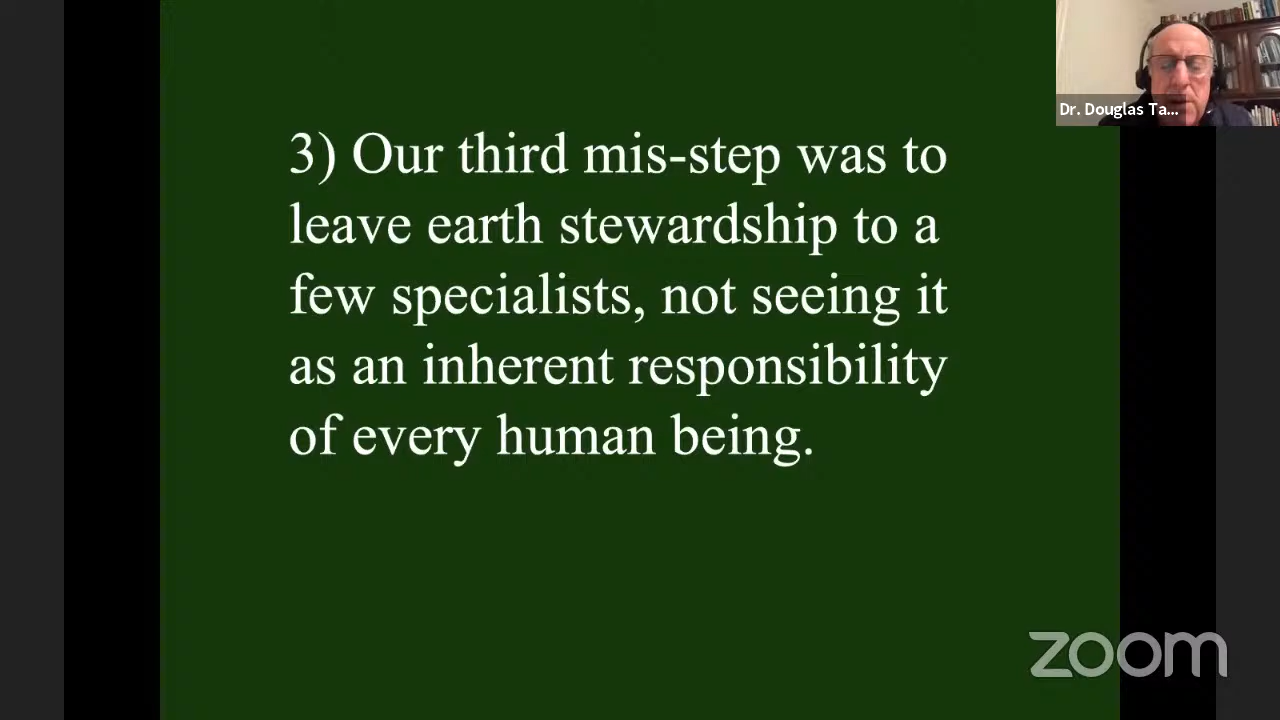 3) Our third mis-step was to
leave earth stewardship to a
few specialists, not seeing it
as an inherent responsibility
of every human being.
Dr. Douglas Ta...
zoom